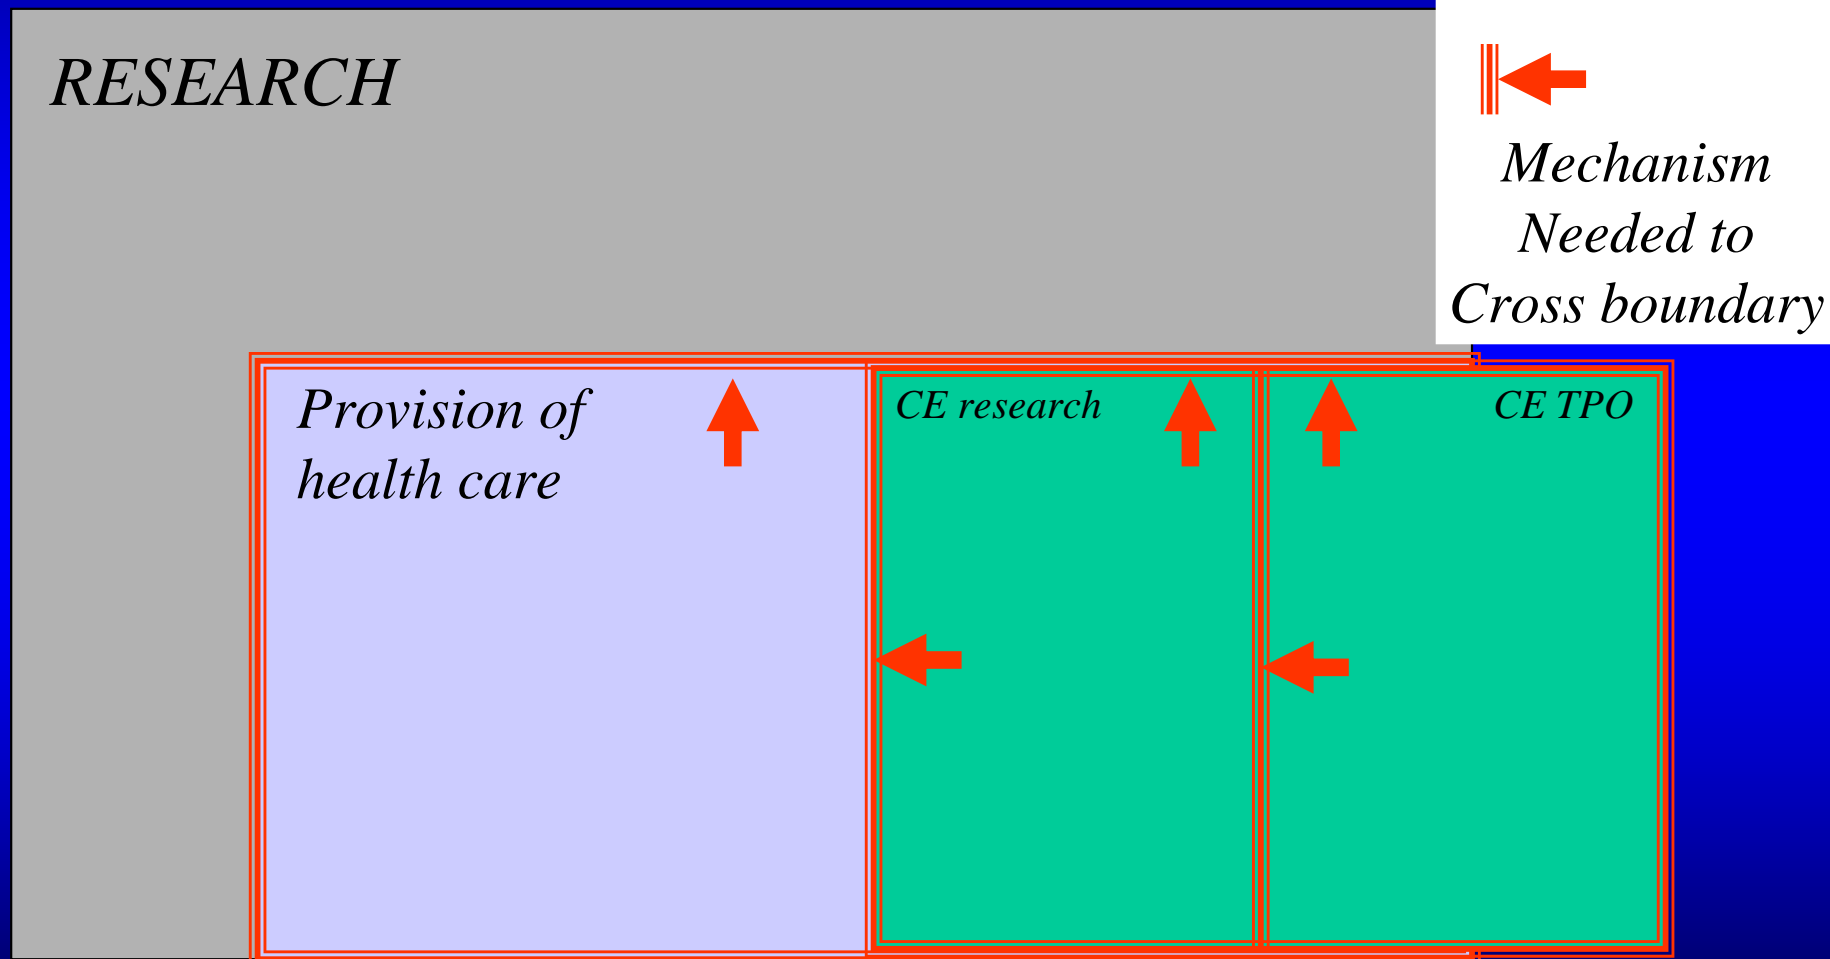 RESEARCH
Mechanism
Needed to
Cross boundary
Provision of
health care
CE research
CE TPO